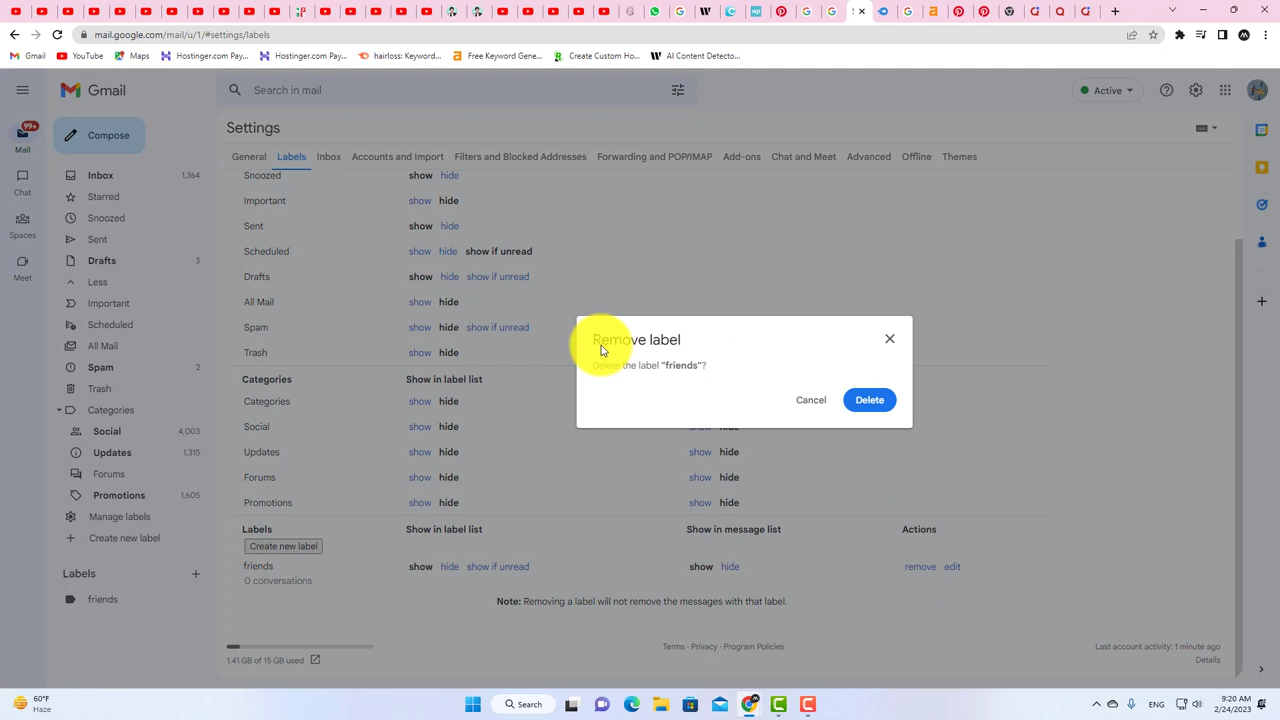 mail.google.com/mail/u/1/#settings/labels
Gmail YouTube Maps Hostinger.com Pay... Hostinger.com Pay... hairloss: Keyword... Free Keyword Gene... Create Custom Ho... AI Content Detecto...
Gmail
Search in mail
Active
99+
Mail
Chat
Spaces
Meet
Compose
Inbox 1,364
Starred
Snoozed
Sent
Drafts 3
Less
Important
Scheduled
All Mail
Spam 2
Trash
Categories
Social 4,003
Updates 1,315
Forums
Promotions 1,605
Manage labels
Create new label
Labels +
friends
Settings
General Labels Inbox Accounts and Import Filters and Blocked Addresses Forwarding and POP/IMAP Add-ons Chat and Meet Advanced Offline Themes
Snoozed show hide
Important show hide
Sent show hide
Scheduled show hide show if unread
Drafts show hide show if unread
All Mail show hide
Spam show hide show if unread
Trash show hide
Categories Show in label list
Categories show hide
Social show hide show hide
Updates show hide show hide
Forums show hide show hide
Promotions show hide show hide
Labels Show in label list Show in message list Actions
Create new label
friends show hide show if unread show hide remove edit
0 conversations
Note: Removing a label will not remove the messages with that label.
1.41 GB of 15 GB used
Terms · Privacy · Program Policies
Last account activity: 1 minute ago
Details
Remove label
Delete the label "friends"?
Cancel Delete
60°F
Haze
Search
ENG
9:20 AM
2/24/2023